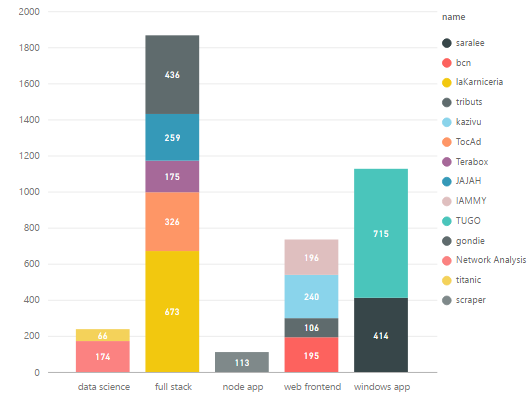 name
saralee
bcn
laKarniceria
tributs
kazivu
TocAd
Terabox
JAJAH
IAMMY
TUGO
gondie
Network Analysis
titanic
scraper
2000
1800
1600
1400
1200
1000
800
600
400
200
0
66
174
436
259
175
326
673
113
196
240
106
195
715
414
data science
full stack
node app
web frontend
windows app